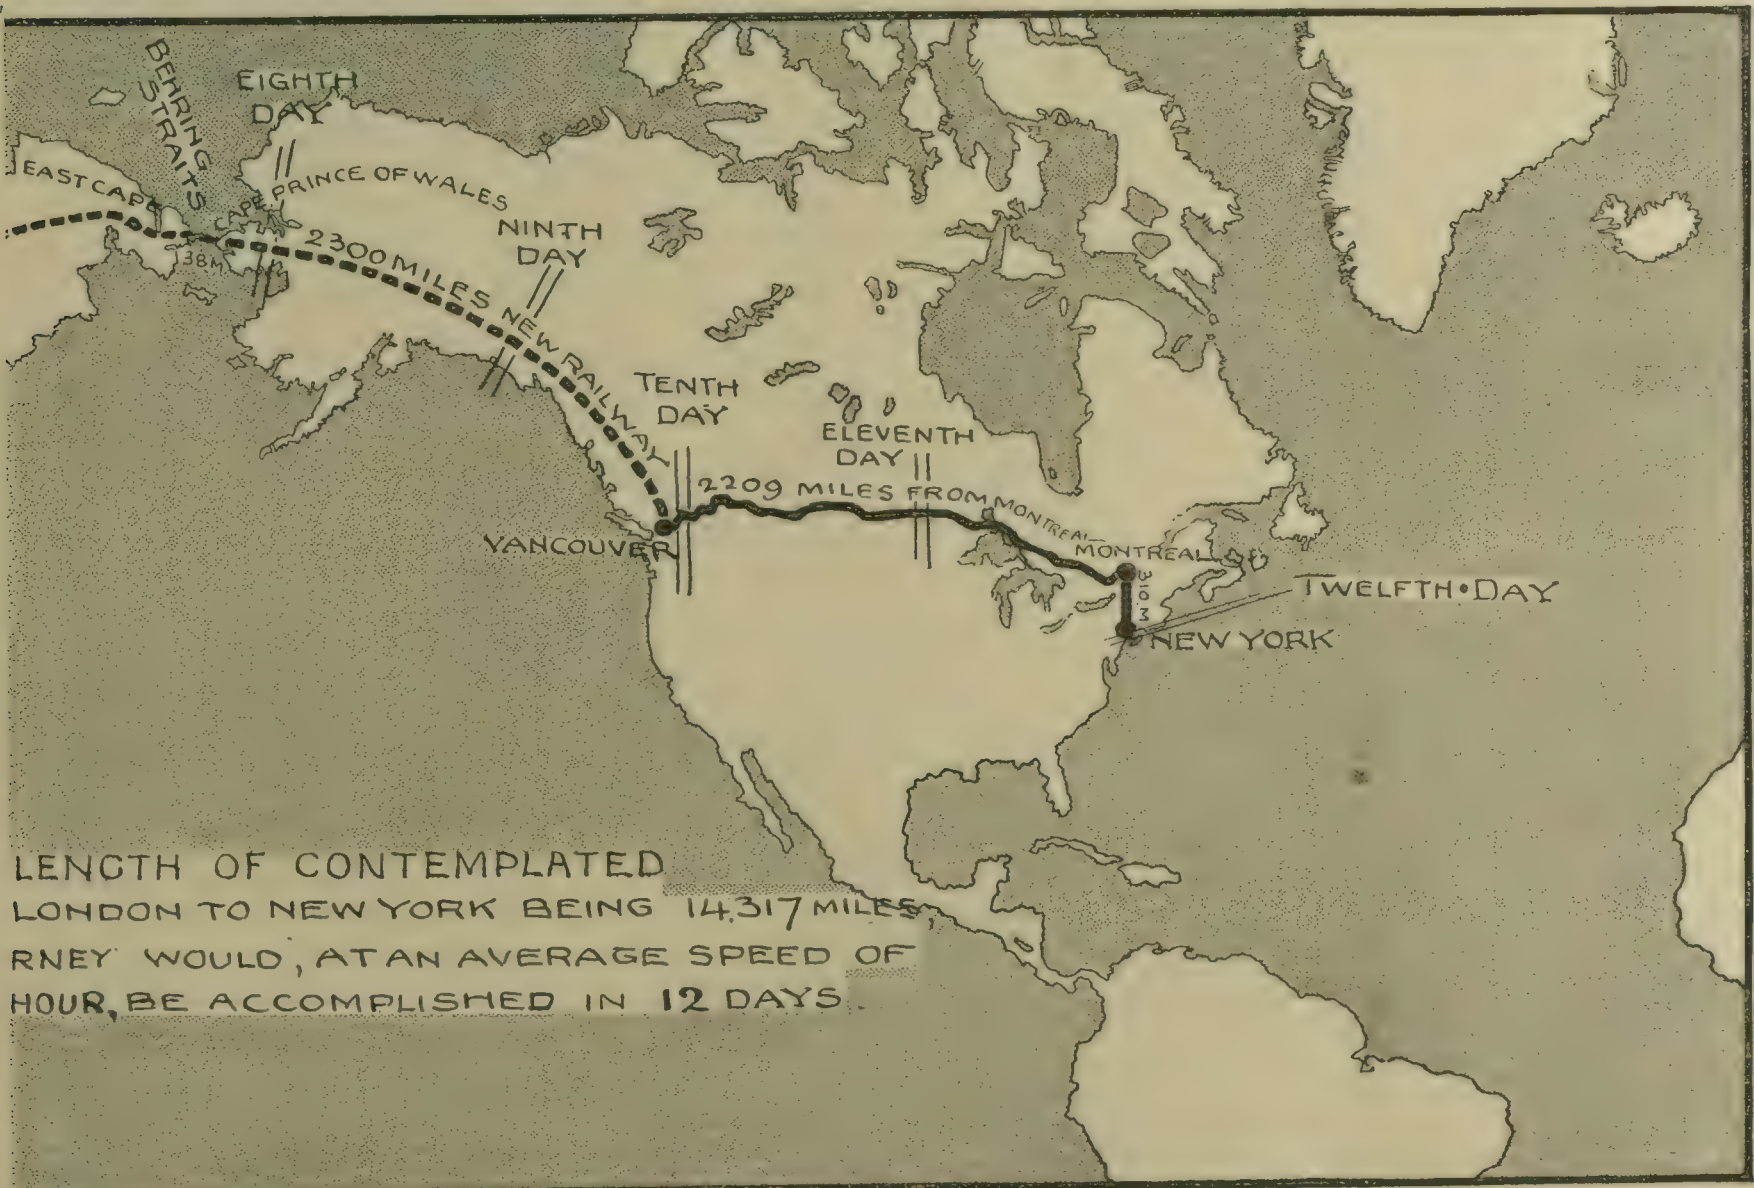 BEHRING
STRAITS
EIGHTH
DAY
EAST CAPE
CAPE PRINCE OF WALES
38M
2300 MILES NEW RAILWAY
NINTH
DAY
TENTH
DAY
ELEVENTH
DAY
2209 MILES FROM MONTREAL
VANCOUVER
MONTREAL
310 M
TWELFTH•DAY
NEW YORK
LENGTH OF CONTEMPLATED
LONDON TO NEW YORK BEING 14,317 MILES,
RNEY WOULD, AT AN AVERAGE SPEED OF
HOUR, BE ACCOMPLISHED IN 12 DAYS.